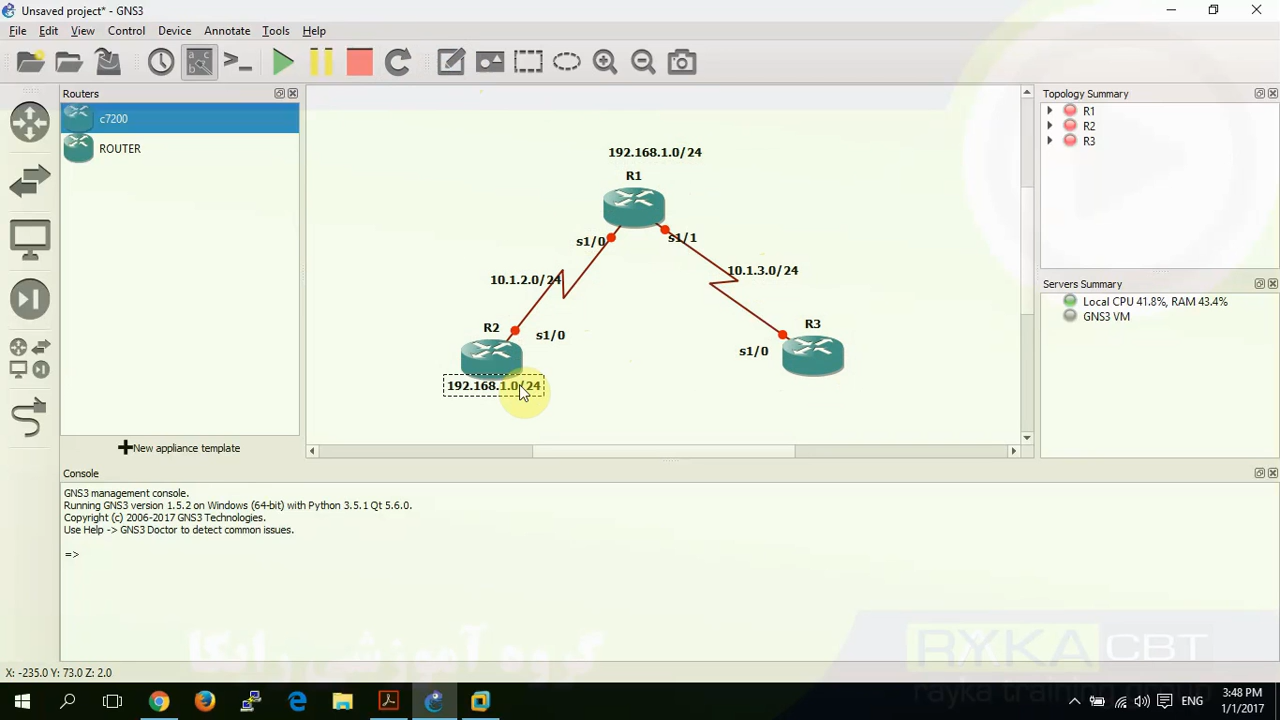 Unsaved project* - GNS3
File Edit View Control Device Annotate Tools Help
Routers
c7200
ROUTER
New appliance template
192.168.1.0/24
R1
s1/0
s1/1
10.1.2.0/24
10.1.3.0/24
R2
s1/0
R3
s1/0
192.168.1.0/24
Topology Summary
R1
R2
R3
Servers Summary
Local CPU 41.8%, RAM 43.4%
GNS3 VM
Console
GNS3 management console.
Running GNS3 version 1.5.2 on Windows (64-bit) with Python 3.5.1 Qt 5.6.0.
Copyright (c) 2006-2017 GNS3 Technologies.
Use Help -> GNS3 Doctor to detect common issues.
=>
گروه آموزشی رایکا
RYKA CBT
rayka training
X: -235.0 Y: 73.0 Z: 2.0
ENG
3:48 PM
1/1/2017